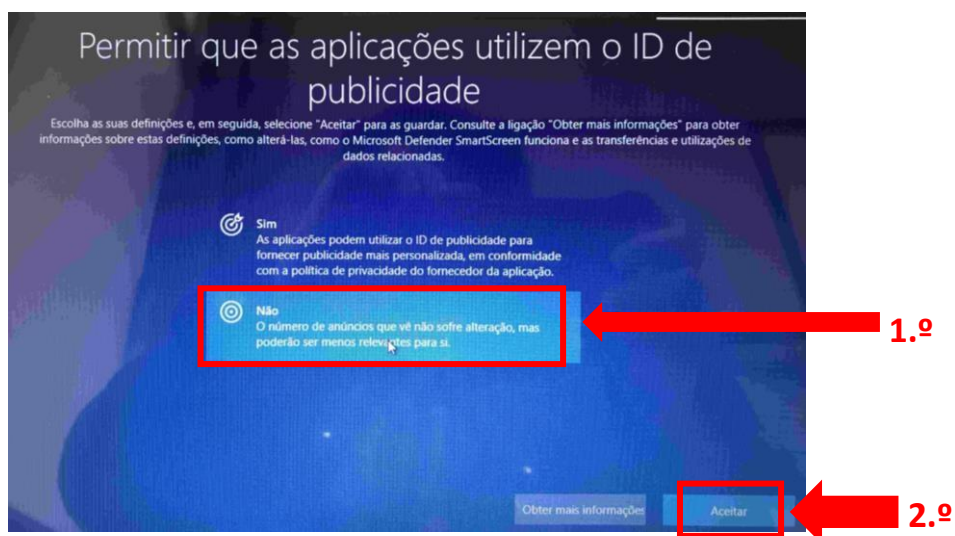 Permitir que as aplicações utilizem o ID de
publicidade
Escolha as suas definições e, em seguida, selecione "Aceitar" para as guardar. Consulte a ligação "Obter mais informações" para obter
informações sobre estas definições, como alterá-las, como o Microsoft Defender SmartScreen funciona e as transferências e utilizações de
dados relacionadas.
Sim
As aplicações podem utilizar o ID de publicidade para
fornecer publicidade mais personalizada, em conformidade
com a política de privacidade do fornecedor da aplicação.
Não
O número de anúncios que vê não sofre alteração, mas
poderão ser menos relevantes para si.
1.º
Obter mais informações
Aceitar
2.º